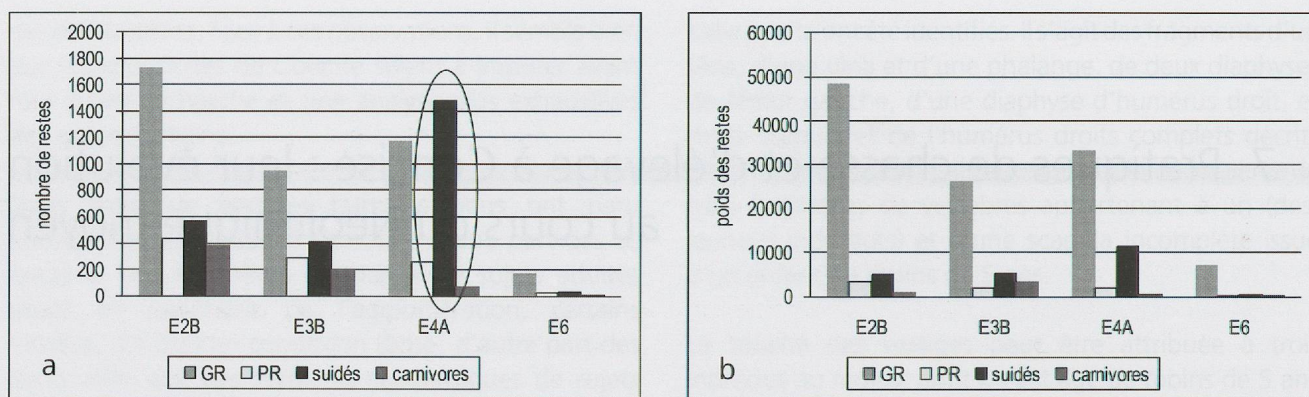 2000
1800
1600
1400
1200
1000
800
600
400
200
0
nombre de restes
E2B E3B E4A E6
a
GR PR suidés carnivores
60000
50000
40000
30000
20000
10000
0
poids des restes
E2B E3B E4A E6
b
GR PR suidés carnivores